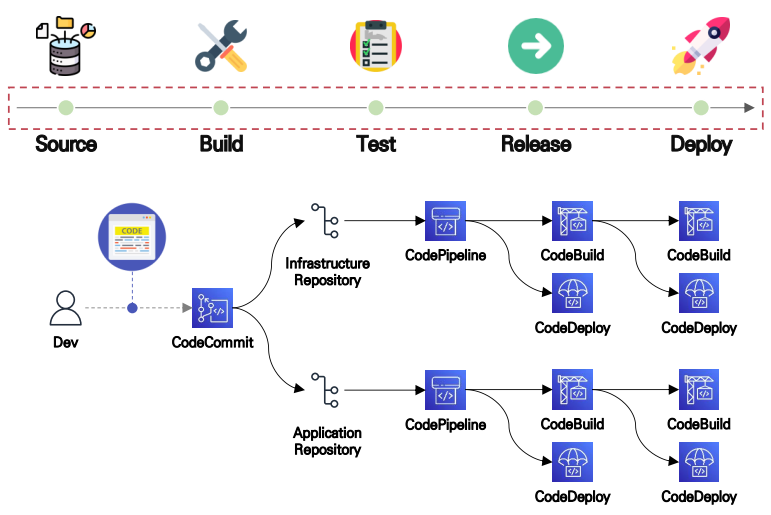 Source
Build
Test
Release
Deploy
CODE
Dev
CodeCommit
Infrastructure
Repository
CodePipeline
CodeBuild
CodeBuild
CodeDeploy
CodeDeploy
Application
Repository
CodePipeline
CodeBuild
CodeBuild
CodeDeploy
CodeDeploy